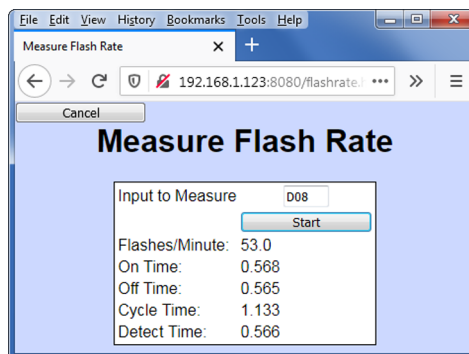 File Edit View History Bookmarks Tools Help
Measure Flash Rate
192.168.1.123:8080/flashrate.
Cancel
Measure Flash Rate
Input to Measure D08
Start
Flashes/Minute: 53.0
On Time: 0.568
Off Time: 0.565
Cycle Time: 1.133
Detect Time: 0.566